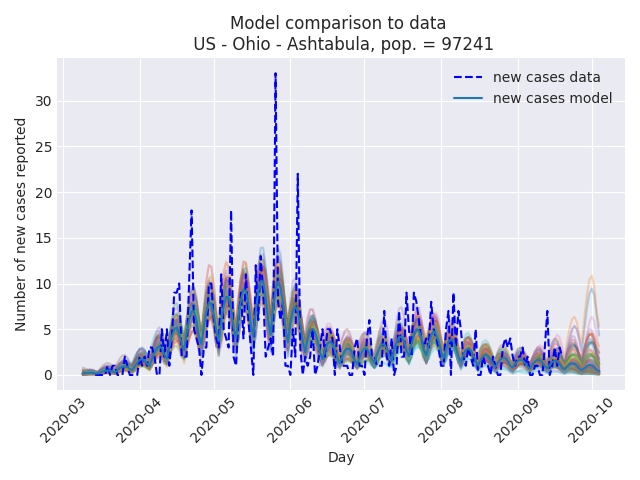 Model comparison to data
US - Ohio - Ashtabula, pop. = 97241
new cases data
new cases model
Number of new cases reported
30
25
20
15
10
5
0
2020-03
2020-04
2020-05
2020-06
2020-07
2020-08
2020-09
2020-10
Day